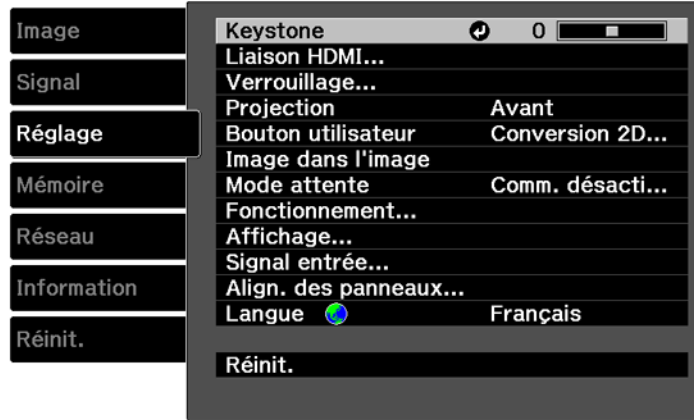 Image
Signal
Réglage
Mémoire
Réseau
Information
Réinit.
Keystone 0
Liaison HDMI...
Verrouillage...
Projection Avant
Bouton utilisateur Conversion 2D...
Image dans l'image
Mode attente Comm. désacti...
Fonctionnement...
Affichage...
Signal entrée...
Align. des panneaux...
Langue Français
Réinit.